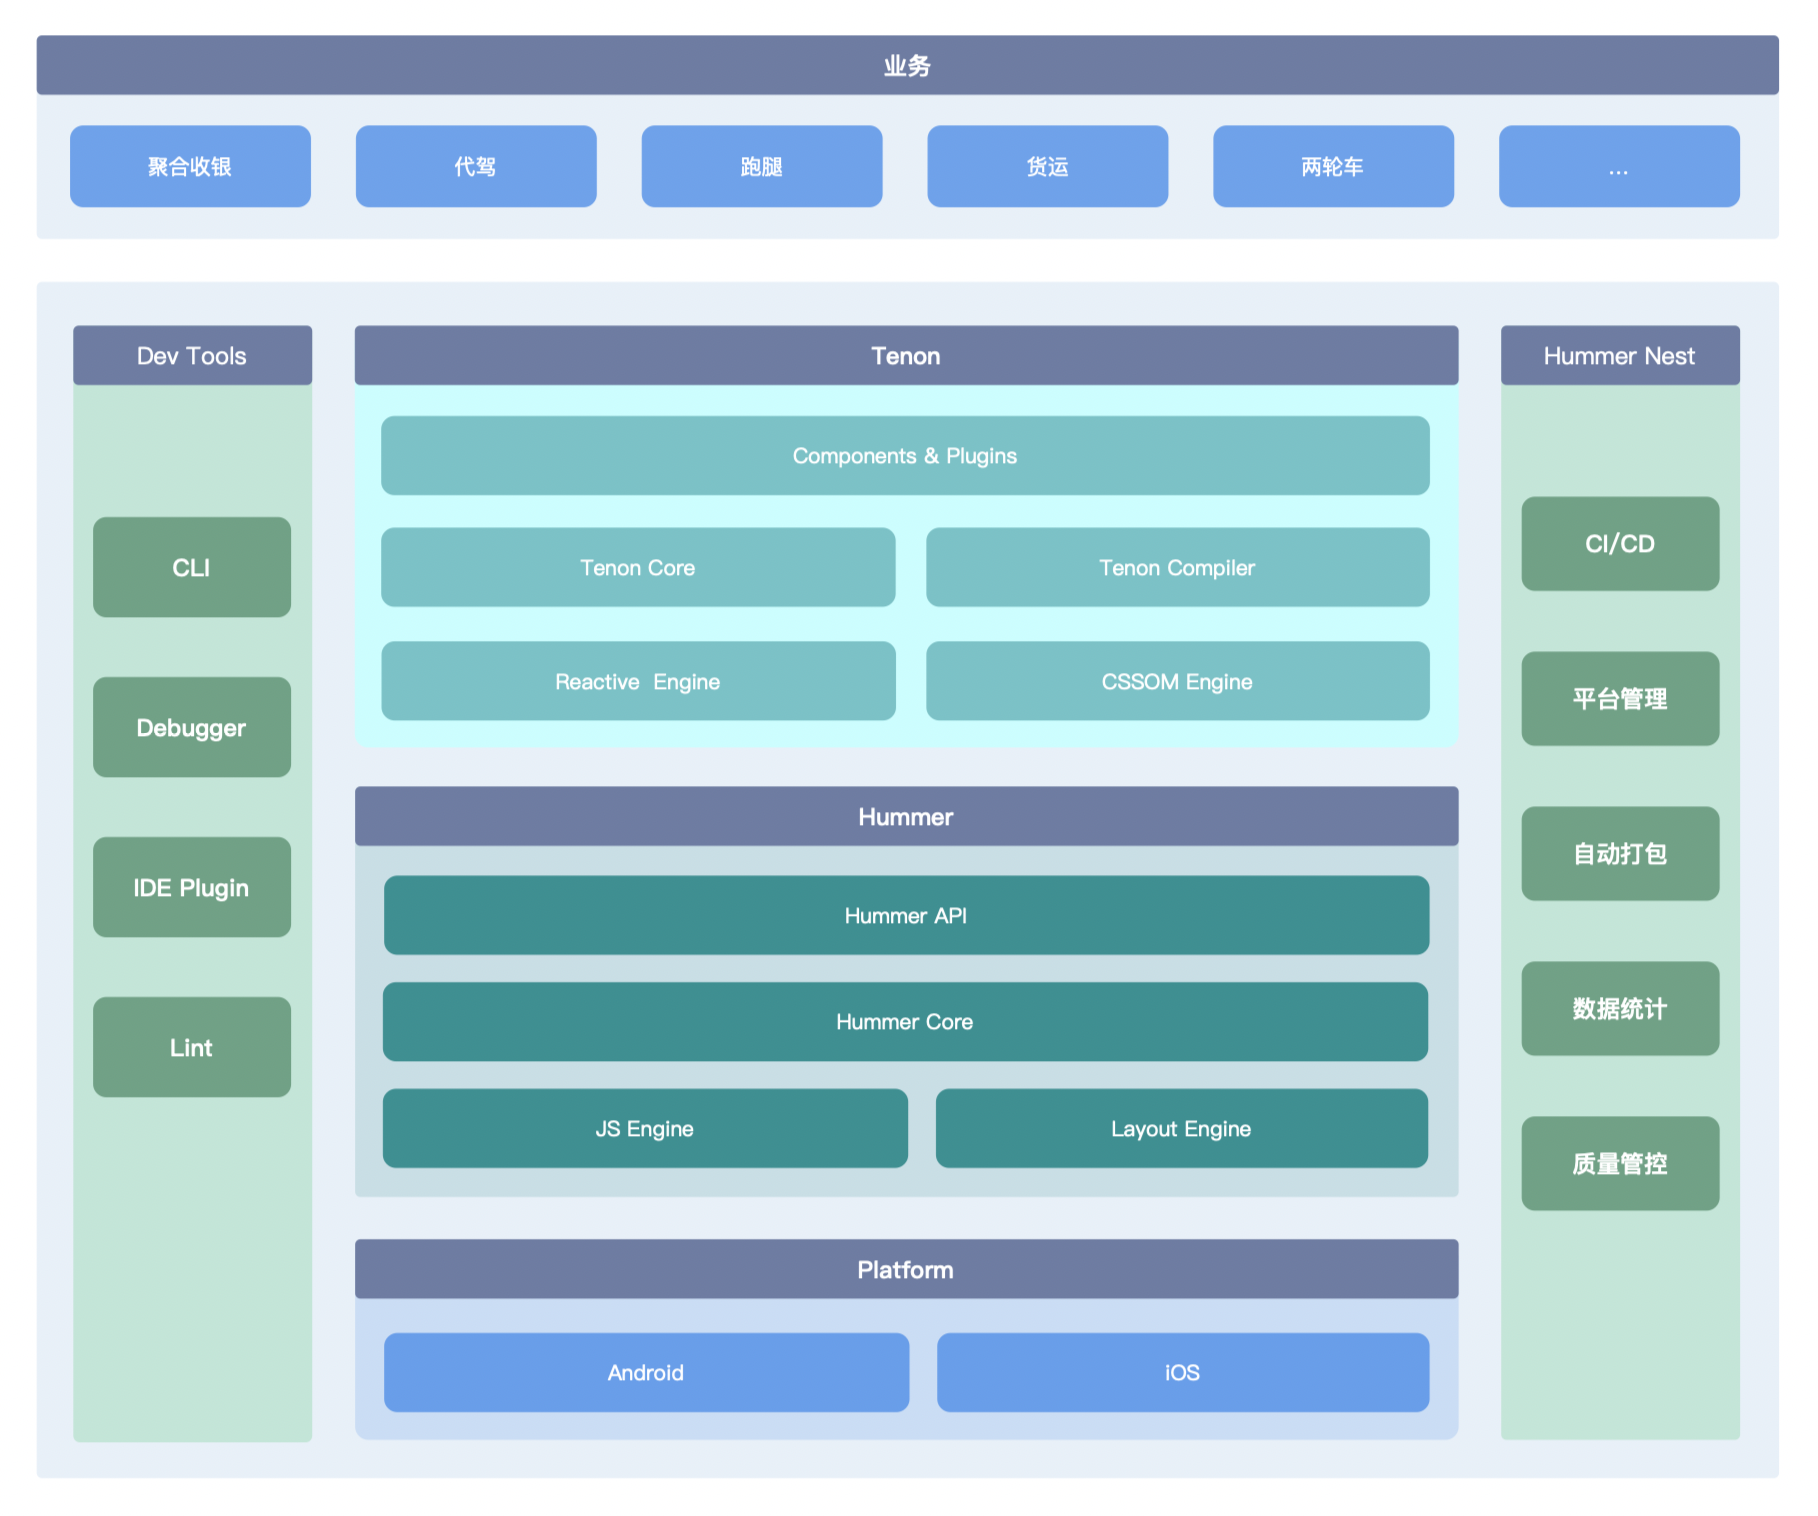 业务
聚合收银
代驾
跑腿
货运
两轮车
...
Dev Tools
CLI
Debugger
IDE Plugin
Lint
Tenon
Components & Plugins
Tenon Core
Tenon Compiler
Reactive  Engine
CSSOM Engine
Hummer
Hummer API
Hummer Core
JS Engine
Layout Engine
Platform
Android
iOS
Hummer Nest
CI/CD
平台管理
自动打包
数据统计
质量管控